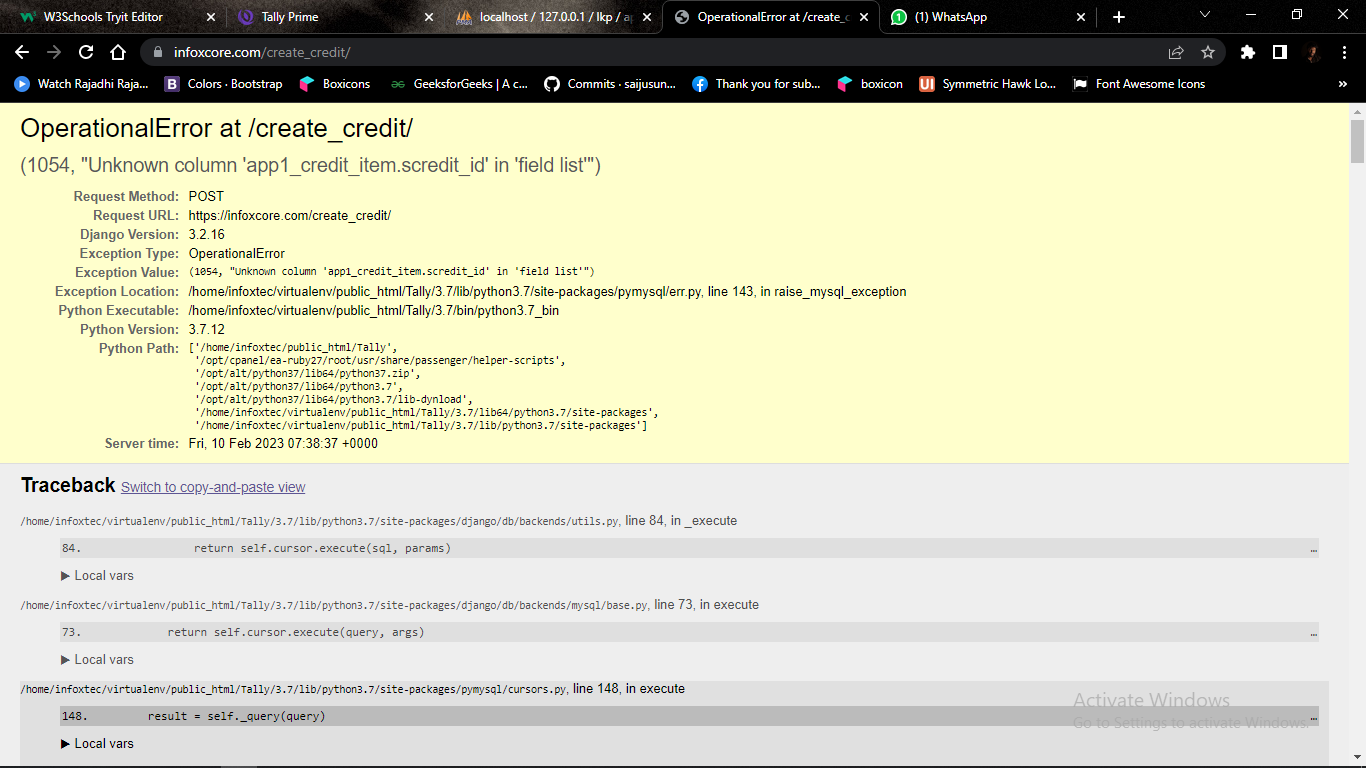 W3Schools Tryit Editor
Tally Prime
localhost / 127.0.0.1 / lkp / ap
OperationalError at /create_c
(1) WhatsApp
infoxcore.com/create_credit/
Watch Rajadhi Raja...
Colors · Bootstrap
Boxicons
GeeksforGeeks | A c...
Commits · saijusun...
Thank you for sub...
boxicon
Symmetric Hawk Lo...
Font Awesome Icons
OperationalError at /create_credit/
(1054, "Unknown column 'app1_credit_item.scredit_id' in 'field list'")
Request Method: POST
Request URL: https://infoxcore.com/create_credit/
Django Version: 3.2.16
Exception Type: OperationalError
Exception Value: (1054, "Unknown column 'app1_credit_item.scredit_id' in 'field list'")
Exception Location: /home/infoxtec/virtualenv/public_html/Tally/3.7/lib/python3.7/site-packages/pymysql/err.py, line 143, in raise_mysql_exception
Python Executable: /home/infoxtec/virtualenv/public_html/Tally/3.7/bin/python3.7_bin
Python Version: 3.7.12
Python Path: ['/home/infoxtec/public_html/Tally',
'/opt/cpanel/ea-ruby27/root/usr/share/passenger/helper-scripts',
'/opt/alt/python37/lib64/python37.zip',
'/opt/alt/python37/lib64/python3.7',
'/opt/alt/python37/lib64/python3.7/lib-dynload',
'/home/infoxtec/virtualenv/public_html/Tally/3.7/lib64/python3.7/site-packages',
'/home/infoxtec/virtualenv/public_html/Tally/3.7/lib/python3.7/site-packages']
Server time: Fri, 10 Feb 2023 07:38:37 +0000
Traceback Switch to copy-and-paste view
/home/infoxtec/virtualenv/public_html/Tally/3.7/lib/python3.7/site-packages/django/db/backends/utils.py, line 84, in _execute
84. return self.cursor.execute(sql, params) …
▶ Local vars
/home/infoxtec/virtualenv/public_html/Tally/3.7/lib/python3.7/site-packages/django/db/backends/mysql/base.py, line 73, in execute
73. return self.cursor.execute(query, args) …
▶ Local vars
/home/infoxtec/virtualenv/public_html/Tally/3.7/lib/python3.7/site-packages/pymysql/cursors.py, line 148, in execute
148. result = self._query(query) …
▶ Local vars
Activate Windows
Go to Settings to activate Windows.